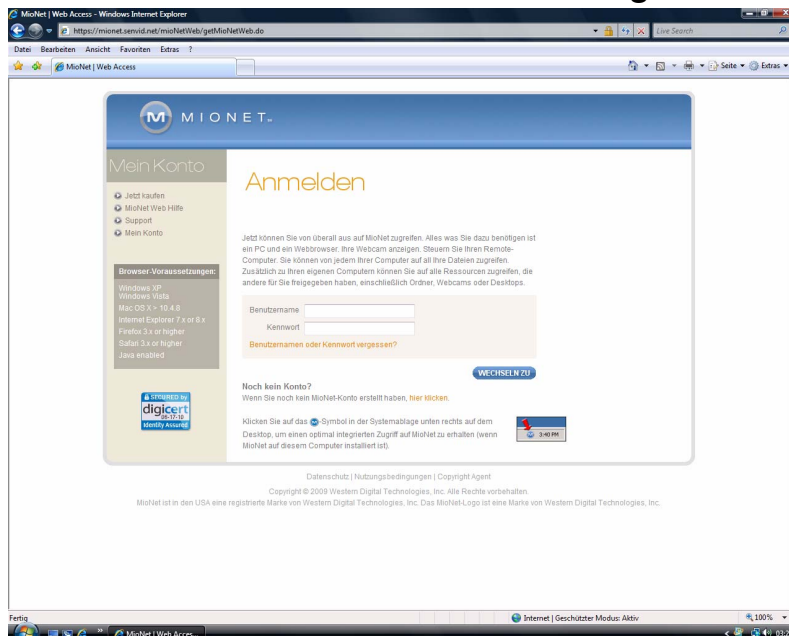 MioNet | Web Access - Windows Internet Explorer
https://mionet.senvid.net/mioNetWeb/getMioNetWeb.do
Live Search
Datei Bearbeiten Ansicht Favoriten Extras ?
MioNet | Web Access
Seite Extras
MIONET
Mein Konto
Jetzt kaufen
MioNet Web Hilfe
Support
Mein Konto
Browser-Voraussetzungen:
Windows XP
Windows Vista
Mac OS X > 10.4.8
Internet Explorer 7.x or 8.x
Firefox 3.x or higher
Safari 3.x or higher
Java enabled
SECURED by
digicert
05-17-10
Identity Assured
Anmelden
Jetzt können Sie von überall aus auf MioNet zugreifen. Alles was Sie dazu benötigen ist
ein PC und ein Webbrowser. Ihre Webcam anzeigen. Steuern Sie Ihren Remote-
Computer. Sie können von jedem Ihrer Computer auf all Ihre Dateien zugreifen.
Zusätzlich zu Ihren eigenen Computern können Sie auf alle Ressourcen zugreifen, die
andere für Sie freigegeben haben, einschließlich Ordner, Webcams oder Desktops.
Benutzername
Kennwort
Benutzernamen oder Kennwort vergessen?
WECHSELN ZU
Noch kein Konto?
Wenn Sie noch kein MioNet-Konto erstellt haben, hier klicken.
Klicken Sie auf das -Symbol in der Systemablage unten rechts auf dem
Desktop, um einen optimal integrierten Zugriff auf MioNet zu erhalten (wenn
MioNet auf diesem Computer installiert ist).
3:40 PM
Datenschutz | Nutzungsbedingungen | Copyright Agent
Copyright © 2009 Western Digital Technologies, Inc. Alle Rechte vorbehalten.
MioNet ist in den USA eine registrierte Marke von Western Digital Technologies, Inc. Das MioNet-Logo ist eine Marke von Western Digital Technologies, Inc.
Fertig
Internet | Geschützter Modus: Aktiv
100%
MioNet | Web Acces...